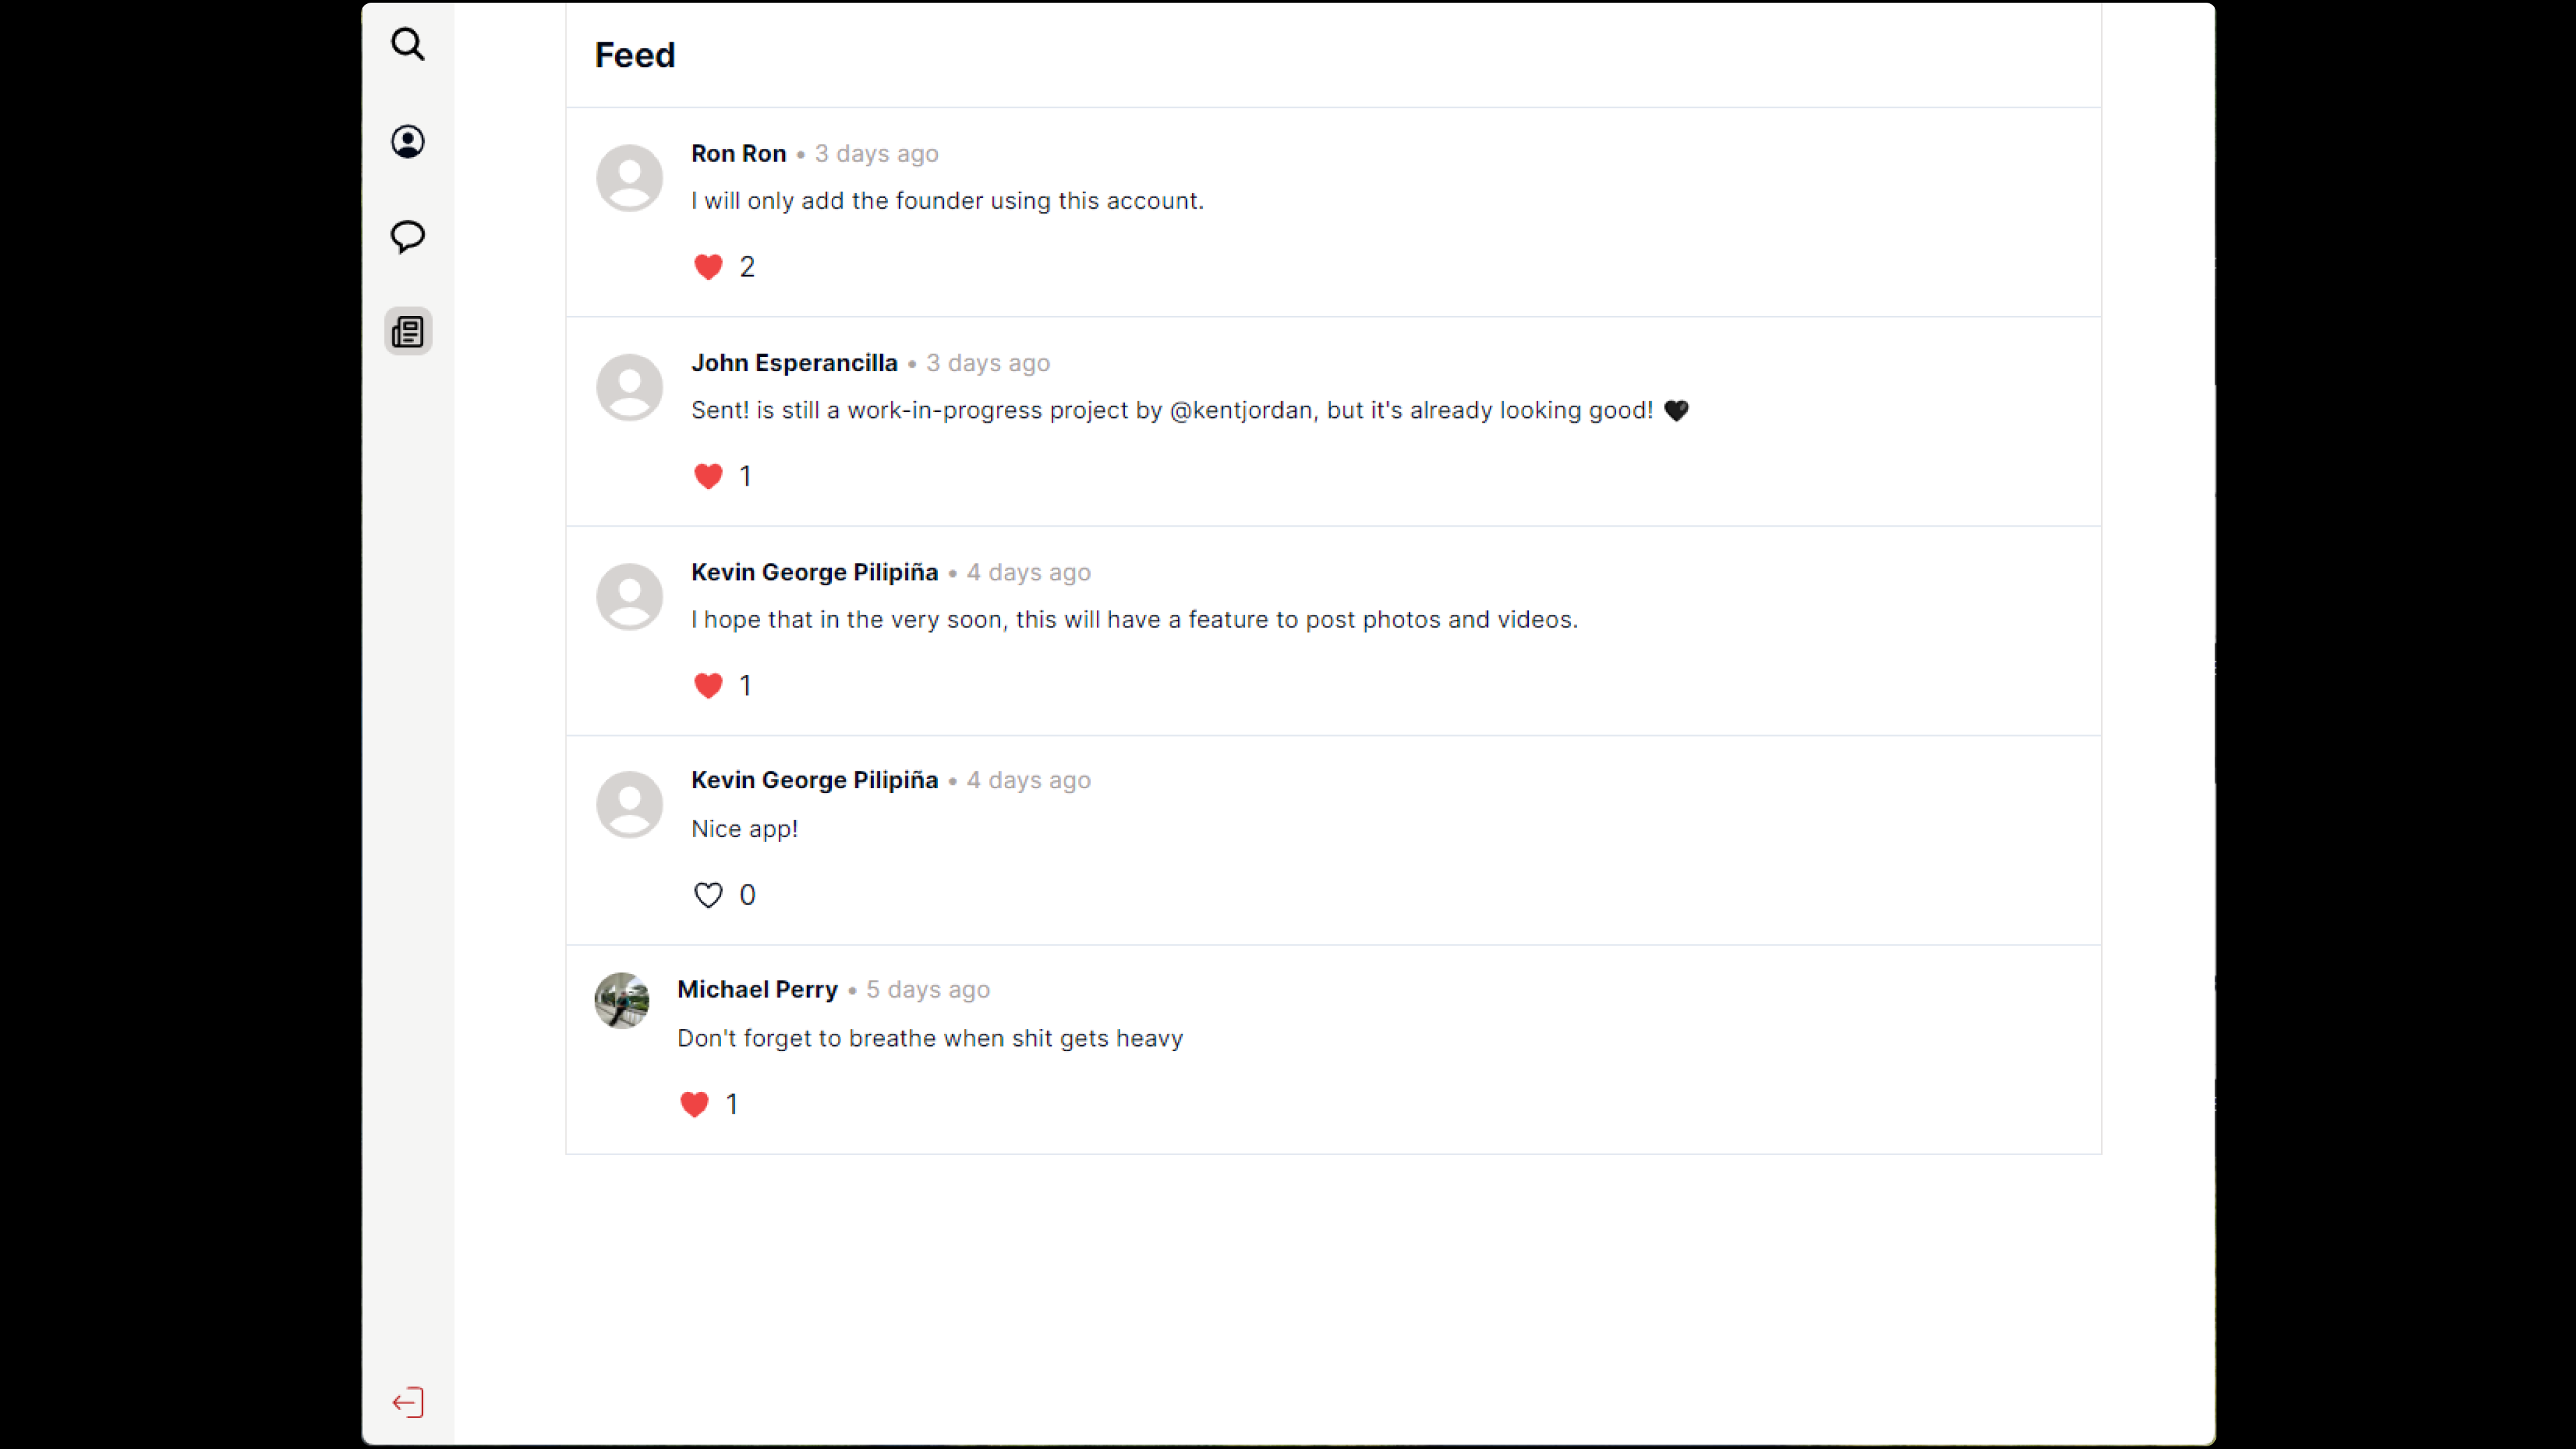 Feed
Ron Ron • 3 days ago
I will only add the founder using this account.
2
John Esperancilla • 3 days ago
Sent! is still a work-in-progress project by @kentjordan, but it's already looking good! 🖤
1
Kevin George Pilipiña • 4 days ago
I hope that in the very soon, this will have a feature to post photos and videos.
1
Kevin George Pilipiña • 4 days ago
Nice app!
0
Michael Perry • 5 days ago
Don't forget to breathe when shit gets heavy
1